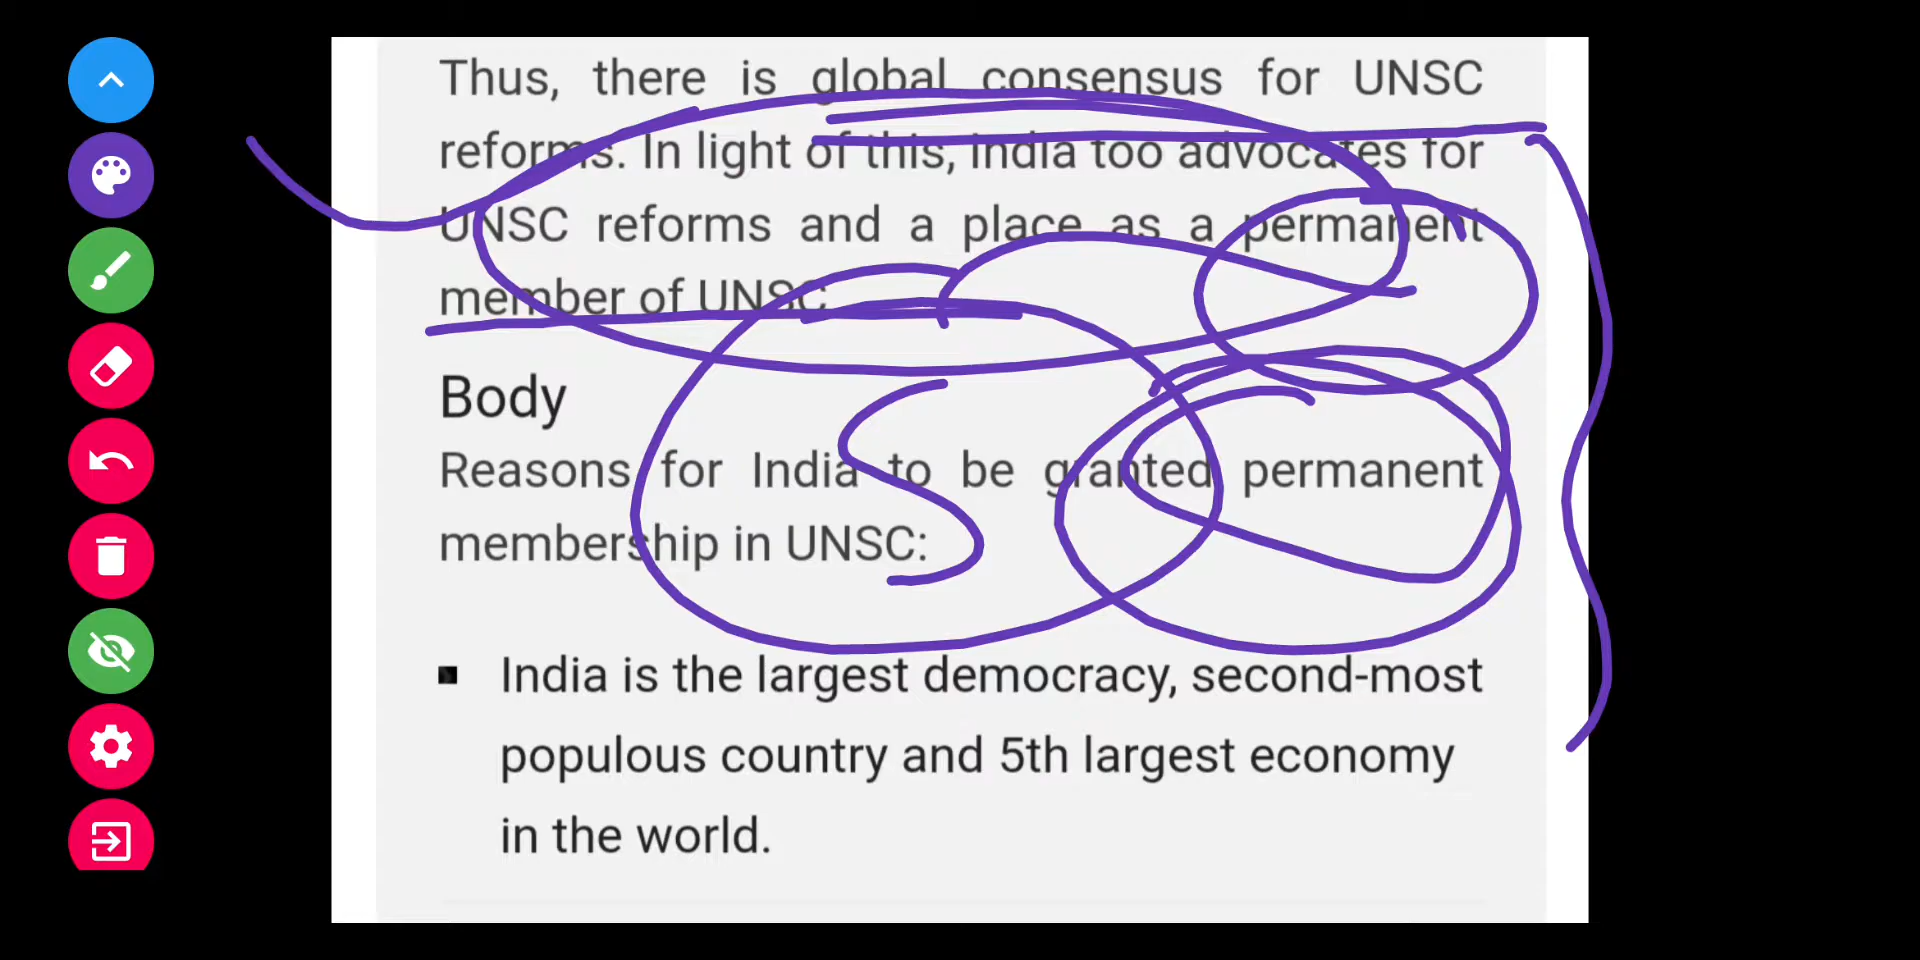 Thus, there is global consensus for UNSC
reforms. In light of this, India too advocates for
UNSC reforms and a place as a permanent
member of UNSC
Body
Reasons for India to be granted permanent
membership in UNSC:
▪ India is the largest democracy, second-most
populous country and 5th largest economy
in the world.